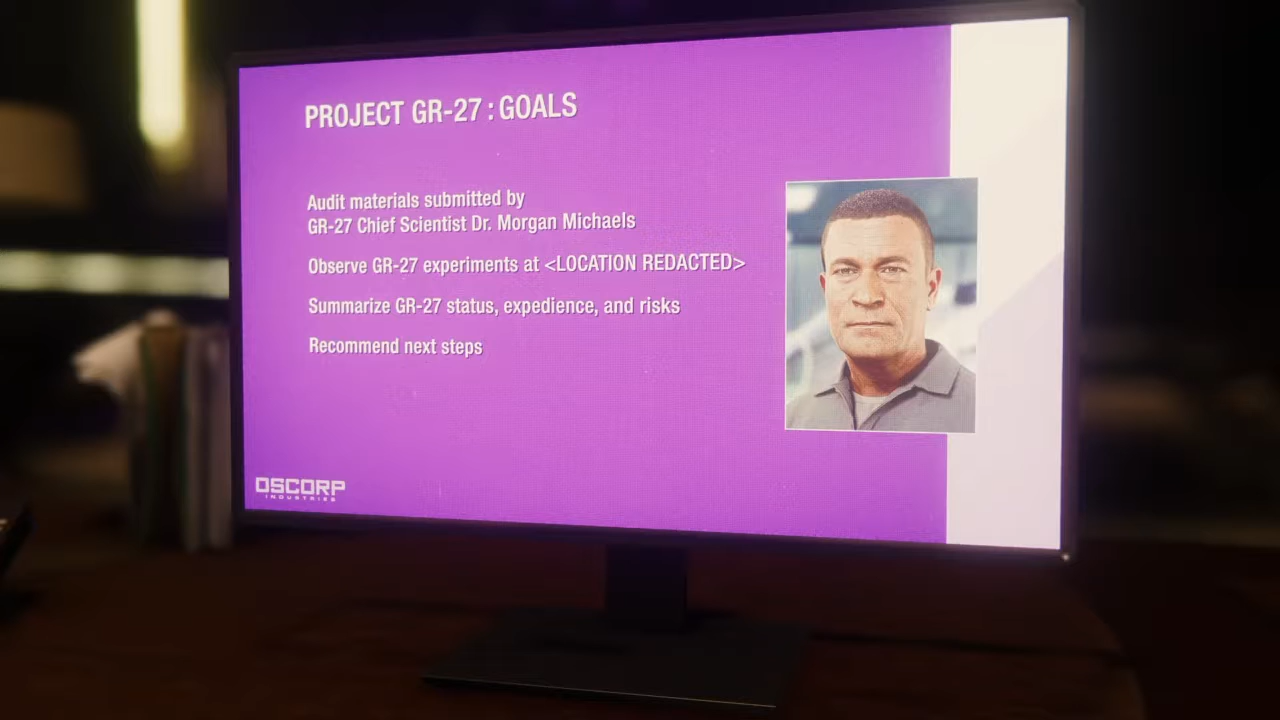 PROJECT GR-27 : GOALS
Audit materials submitted by
GR-27 Chief Scientist Dr. Morgan Michaels
Observe GR-27 experiments at <LOCATION REDACTED>
Summarize GR-27 status, expedience, and risks
Recommend next steps
OSCORP
INDUSTRIES